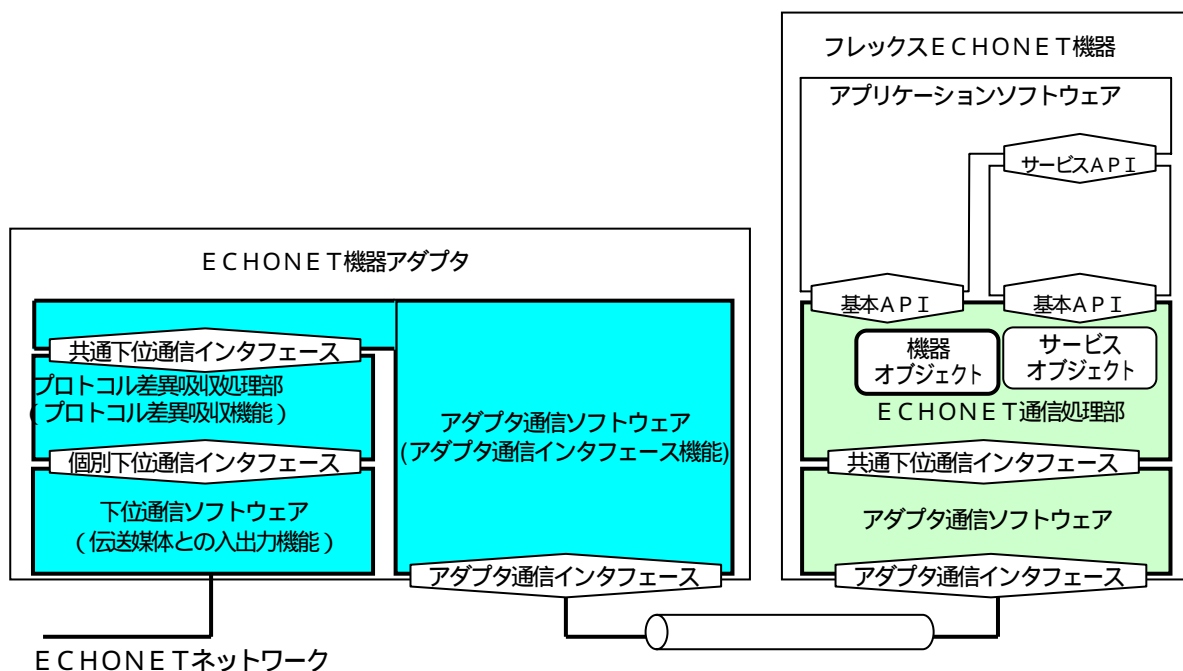 フレックスＥＣＨＯＮＥＴ機器
アプリケーションソフトウェア
サービスＡＰＩ
基本ＡＰＩ
基本ＡＰＩ
機器
オブジェクト
サービス
オブジェクト
ＥＣＨＯＮＥＴ通信処理部
共通下位通信インタフェース
アダプタ通信ソフトウェア
アダプタ通信インタフェース
ＥＣＨＯＮＥＴ機器アダプタ
共通下位通信インタフェース
プロトコル差異吸収処理部
（プロトコル差異吸収機能）
個別下位通信インタフェース
下位通信ソフトウェア
（伝送媒体との入出力機能）
アダプタ通信ソフトウェア
(アダプタ通信インタフェース機能)
アダプタ通信インタフェース
ＥＣＨＯＮＥＴネットワーク